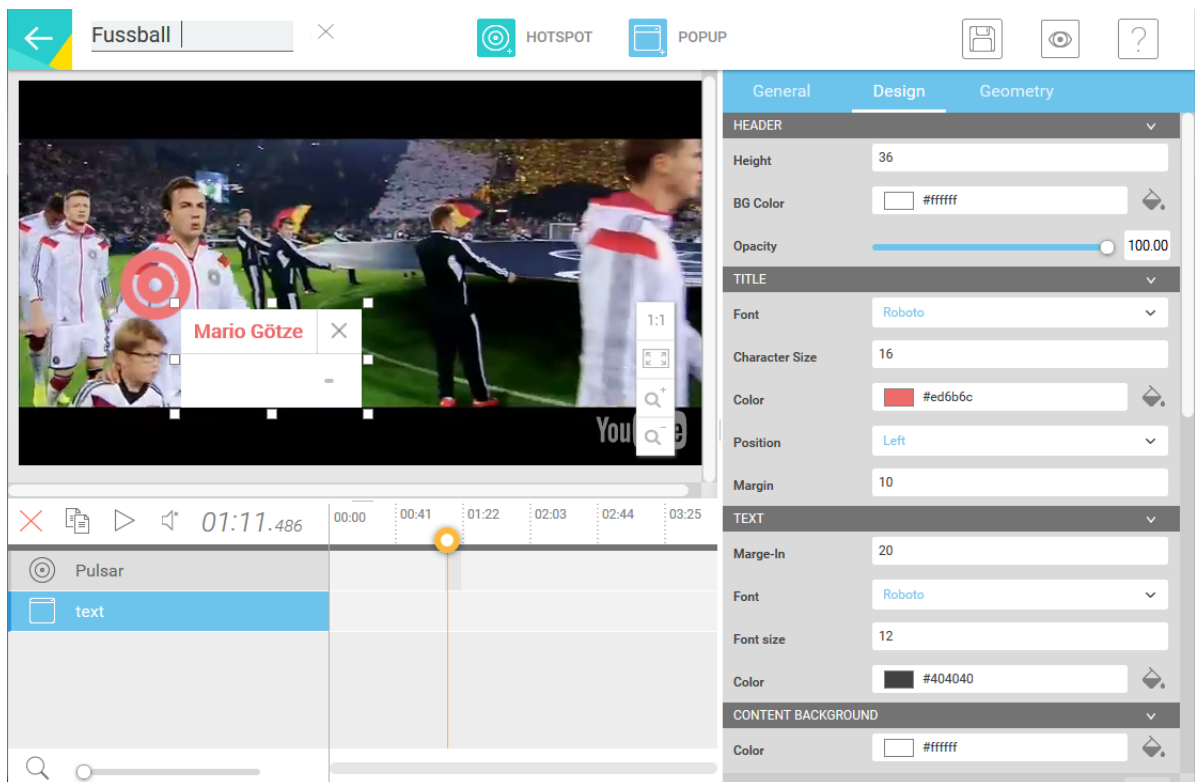 Fussball
HOTSPOT
POPUP
?
General
Design
Geometry
HEADER
Height
36
BG Color
#ffffff
Opacity
100.00
TITLE
Font
Roboto
Character Size
16
Color
#ed6b6c
Position
Left
Margin
10
TEXT
Marge-In
20
Font
Roboto
Font size
12
Color
#404040
CONTENT BACKGROUND
Color
#ffffff
Mario Götze
1:1
01:11.486
00:00
00:41
01:22
02:03
02:44
03:25
Pulsar
text